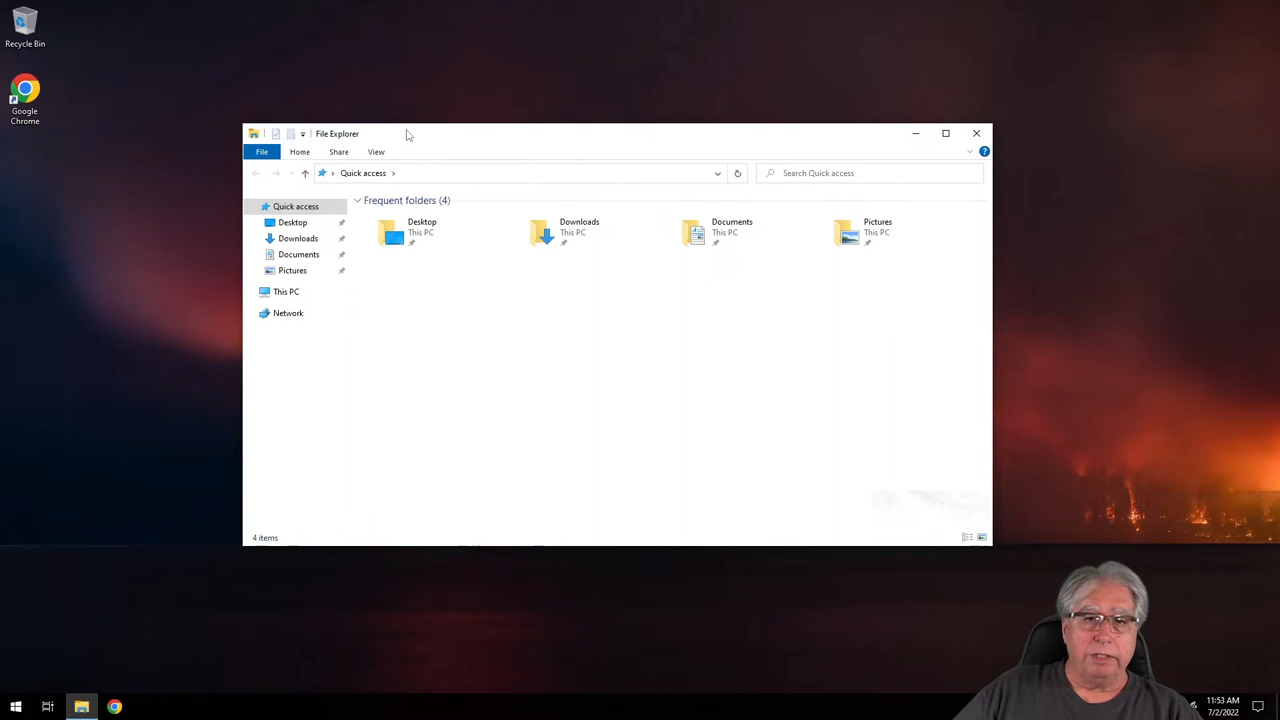 Recycle Bin
Google
Chrome
File Explorer
File
Home
Share
View
Quick access
Search Quick access
Quick access
Desktop
Downloads
Documents
Pictures
This PC
Network
Frequent folders (4)
Desktop
This PC
Downloads
This PC
Documents
This PC
Pictures
This PC
4 items
11:53 AM
7/2/2022